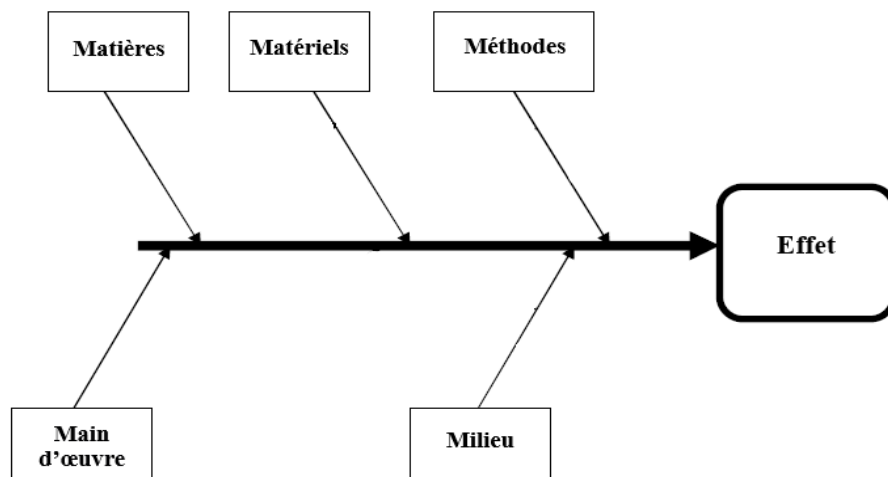 Matières
Matériels
Méthodes
Effet
Main
d’œuvre
Milieu